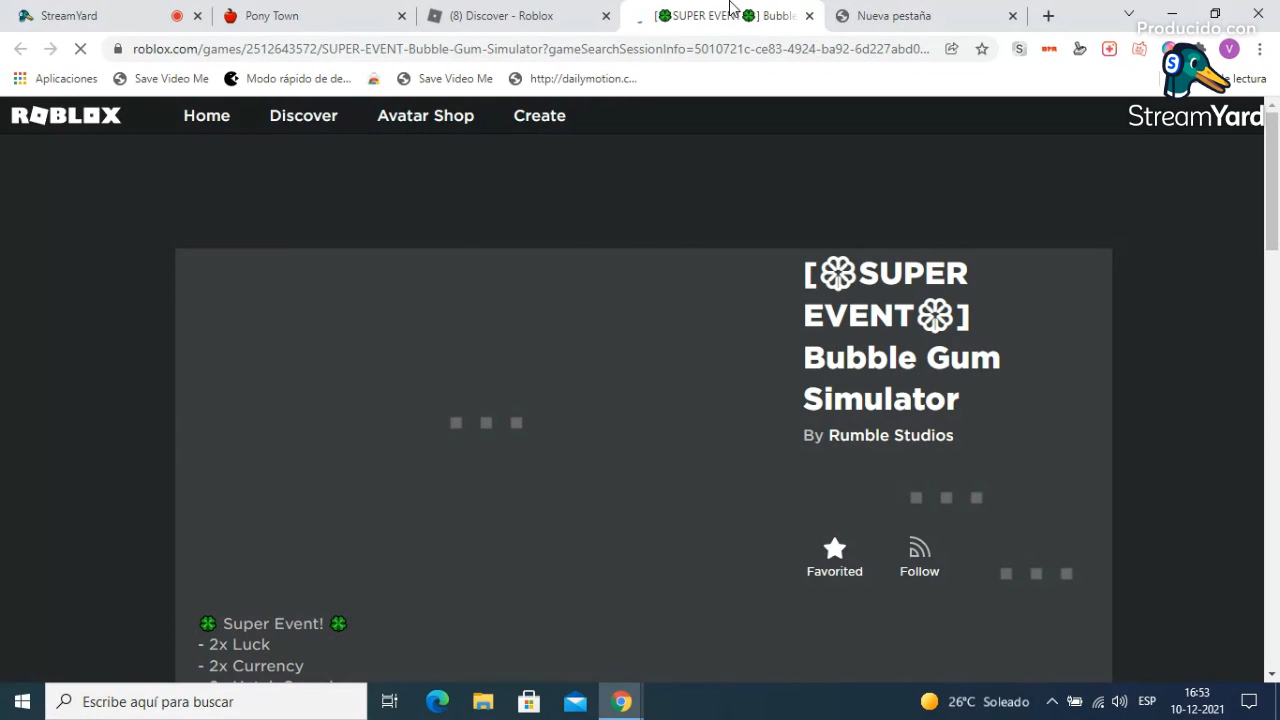 StreamYard
Pony Town
(8) Discover - Roblox
[🍀SUPER EVENT🍀] Bubble
Nueva pestaña
Producido con
roblox.com/games/2512643572/SUPER-EVENT-Bubble-Gum-Simulator?gameSearchSessionInfo=5010721c-ce83-4924-ba92-6d227abd0...
Aplicaciones
Save Video Me
Modo rápido de de...
Save Video Me
http://dailymotion.c...
de lectura
ROBLOX
Home
Discover
Avatar Shop
Create
StreamYard
[🍀SUPER
EVENT🍀]
Bubble Gum
Simulator
By Rumble Studios
Favorited
Follow
🍀 Super Event! 🍀
- 2x Luck
- 2x Currency
Escribe aquí para buscar
26°C Soleado
ESP
16:53
10-12-2021